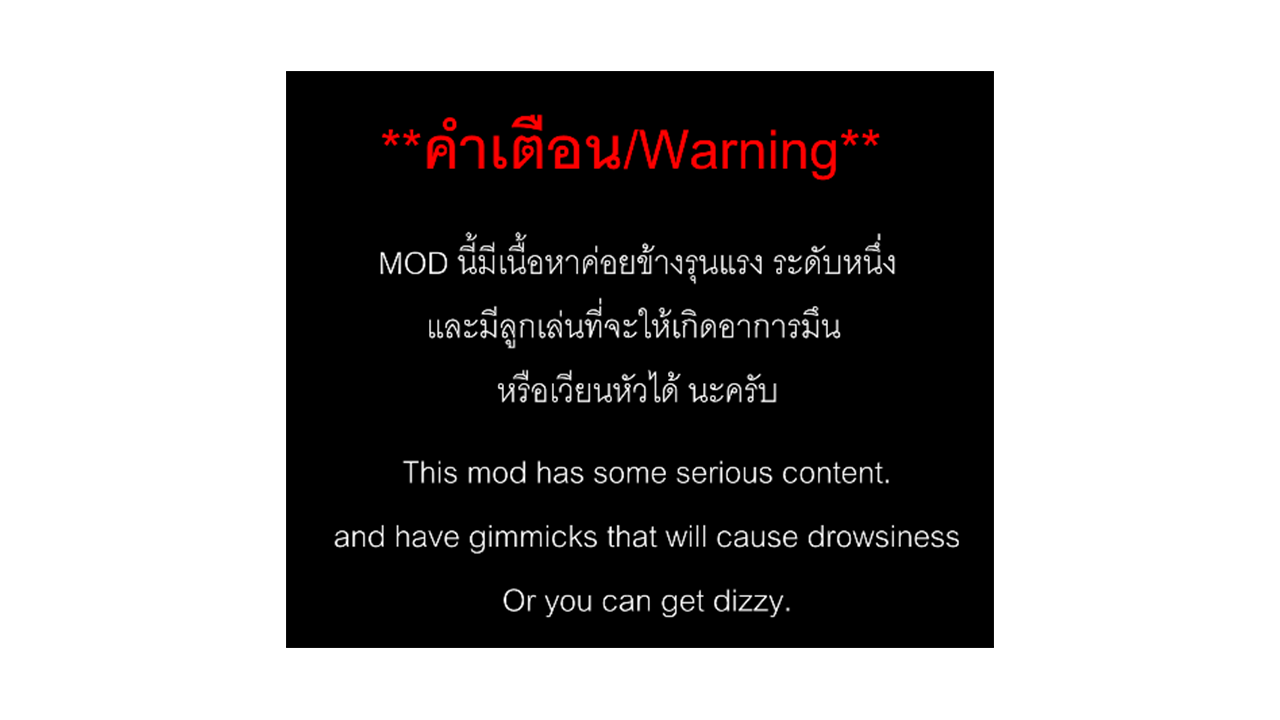 **คำเตือน/Warning**
MOD นี้มีเนื้อหาค่อยข้างรุนแรง ระดับหนึ่ง
และมีลูกเล่นที่จะให้เกิดอาการมึน
หรือเวียนหัวได้ นะครับ
This mod has some serious content.
and have gimmicks that will cause drowsiness
Or you can get dizzy.